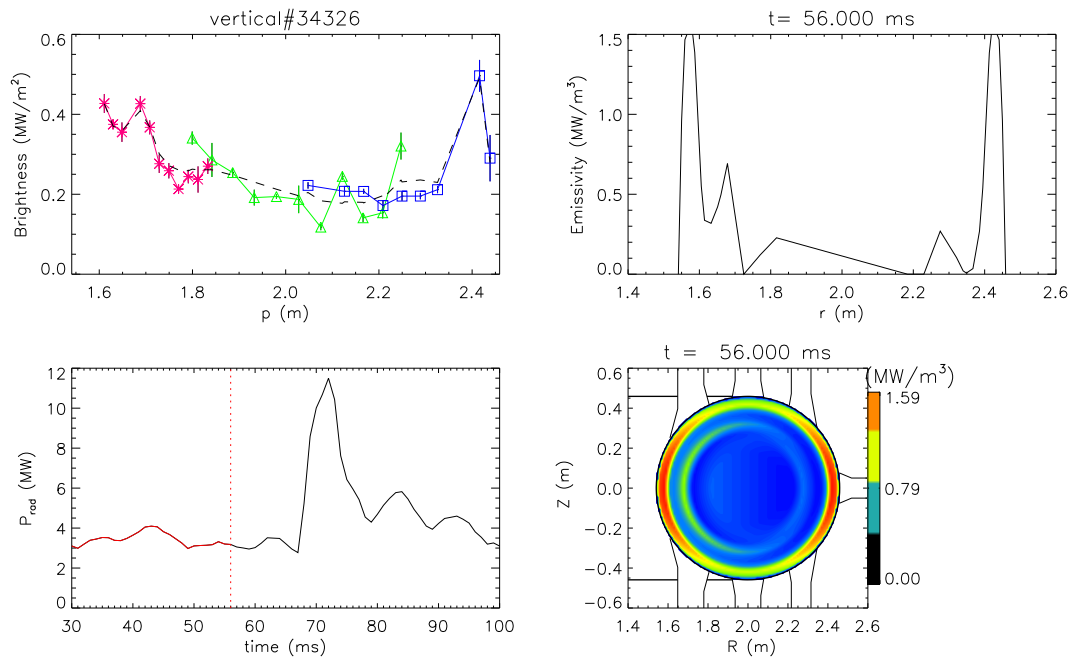 vertical#34326
Brightness (MW/m²)
0.6
0.4
0.2
0.0
1.6 1.8 2.0 2.2 2.4
p (m)
t= 56.000 ms
Emissivity (MW/m³)
1.5
1.0
0.5
0.0
1.4 1.6 1.8 2.0 2.2 2.4 2.6
r (m)
P_rad (MW)
12
10
8
6
4
2
0
30 40 50 60 70 80 90 100
time (ms)
t = 56.000 ms
Z (m)
0.6
0.4
0.2
0.0
-0.2
-0.4
-0.6
1.4 1.6 1.8 2.0 2.2 2.4 2.6
R (m)
(MW/m³)
1.59
0.79
0.00